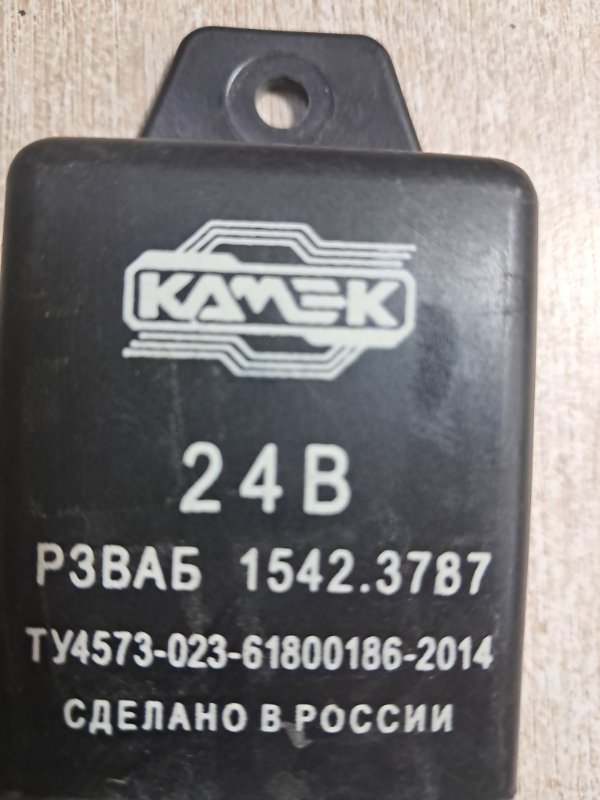 КАМЕК
24В
РЗВАБ 1542.3787
ТУ4573-023-61800186-2014
СДЕЛАНО В РОССИИ